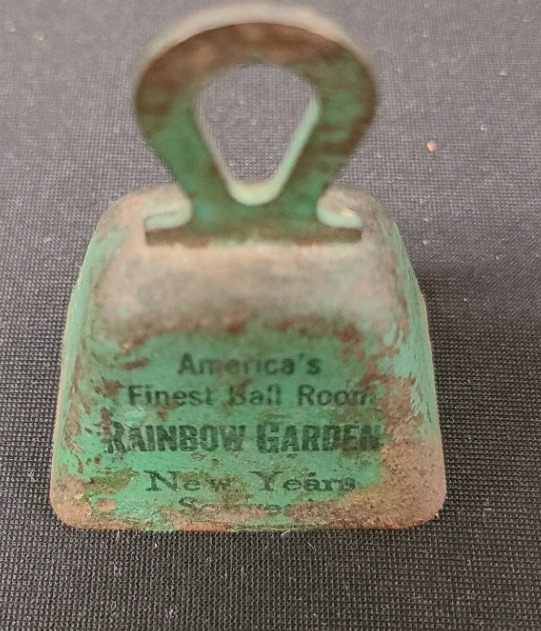 America's
Finest Ball Room
RAINBOW GARDEN
New Years